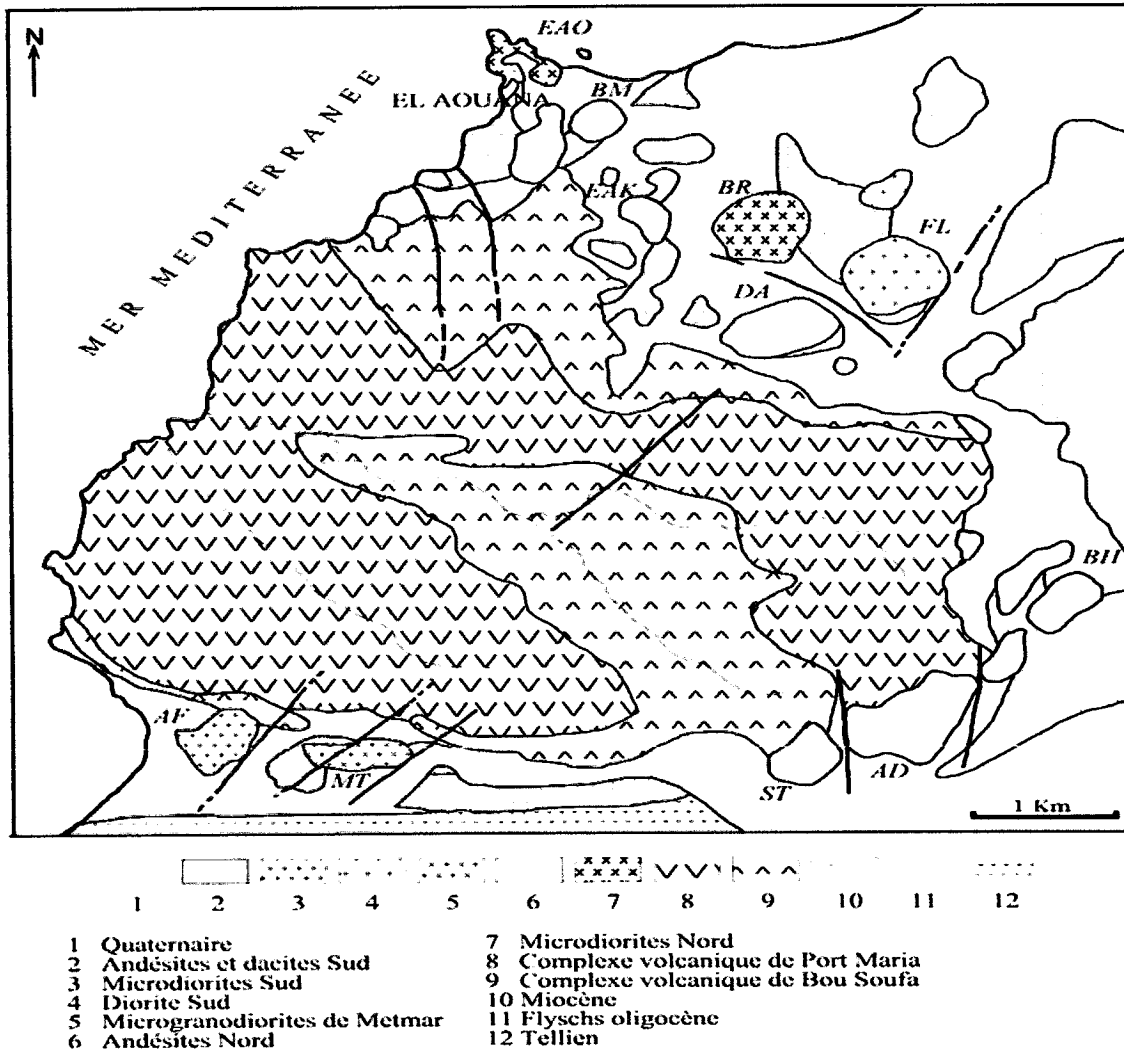 N
EAO
EL AOUANA
BM
MER MEDITERRANEE
EAK
BR
FL
DA
BH
AF
MT
ST
AD
1 Km
1 2 3 4 5 6 7 8 9 10 11 12
1 Quaternaire
2 Andésites et dacites Sud
3 Microdiorites Sud
4 Diorite Sud
5 Microgranodiorites de Metmar
6 Andésites Nord
7 Microdiorites Nord
8 Complexe volcanique de Port Maria
9 Complexe volcanique de Bou Soufa
10 Miocène
11 Flyschs oligocène
12 Tellien